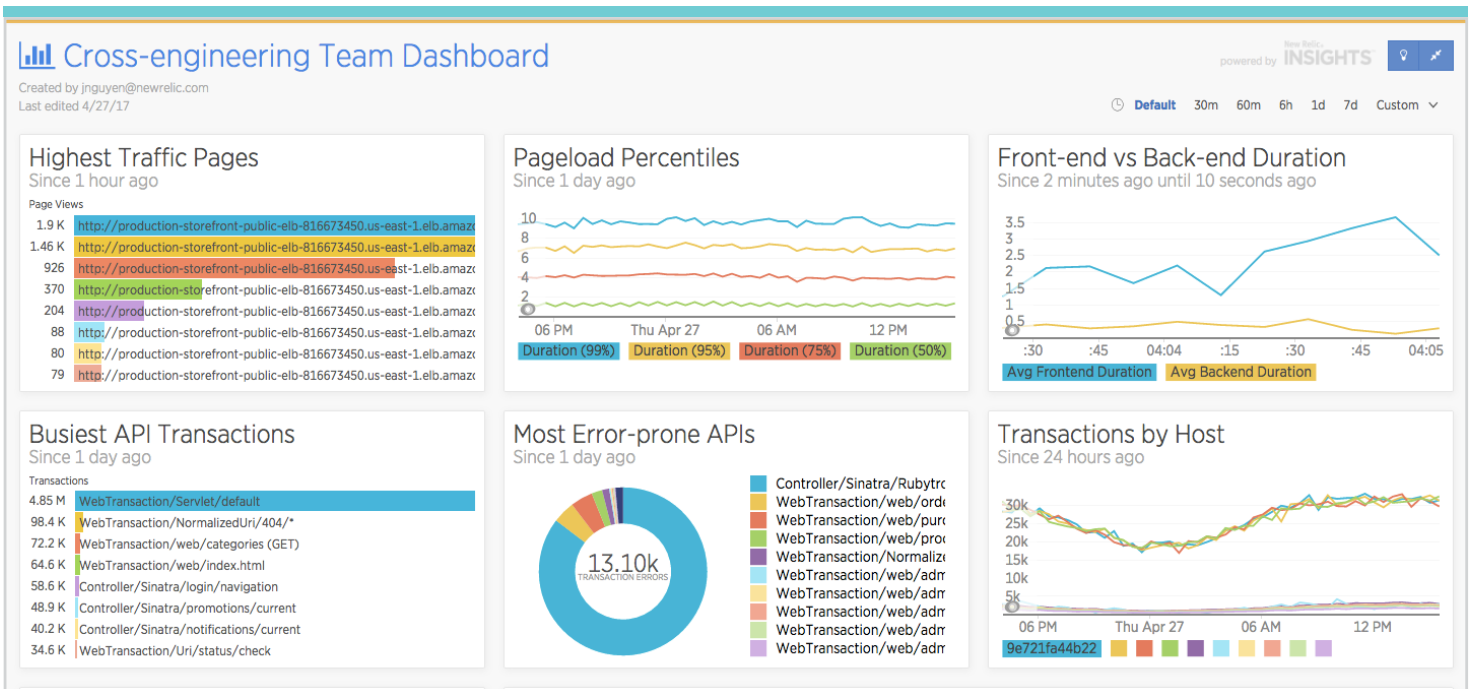 Cross-engineering Team Dashboard
Created by jnguyen@newrelic.com
Last edited 4/27/17
powered by New Relic. INSIGHTS
Default 30m 60m 6h 1d 7d Custom
Highest Traffic Pages
Since 1 hour ago
Page Views
1.9 K http://production-storefront-public-elb-816673450.us-east-1.elb.amazo
1.46 K http://production-storefront-public-elb-816673450.us-east-1.elb.amazo
926 http://production-storefront-public-elb-816673450.us-east-1.elb.amazo
370 http://production-storefront-public-elb-816673450.us-east-1.elb.amazo
204 http://production-storefront-public-elb-816673450.us-east-1.elb.amazo
88 http://production-storefront-public-elb-816673450.us-east-1.elb.amazo
80 http://production-storefront-public-elb-816673450.us-east-1.elb.amazo
79 http://production-storefront-public-elb-816673450.us-east-1.elb.amazo
Pageload Percentiles
Since 1 day ago
10
8
6
4
2
06 PM Thu Apr 27 06 AM 12 PM
Duration (99%) Duration (95%) Duration (75%) Duration (50%)
Front-end vs Back-end Duration
Since 2 minutes ago until 10 seconds ago
3.5
3
2.5
2
1.5
1
0.5
:30 :45 04:04 :15 :30 :45 04:05
Avg Frontend Duration Avg Backend Duration
Busiest API Transactions
Since 1 day ago
Transactions
4.85 M WebTransaction/Servlet/default
98.4 K WebTransaction/NormalizedUri/404/*
72.2 K WebTransaction/web/categories (GET)
64.6 K WebTransaction/web/index.html
58.6 K Controller/Sinatra/login/navigation
48.9 K Controller/Sinatra/promotions/current
40.2 K Controller/Sinatra/notifications/current
34.6 K WebTransaction/Uri/status/check
Most Error-prone APIs
Since 1 day ago
13.10k
TRANSACTION ERRORS
Controller/Sinatra/Rubytro
WebTransaction/web/orde
WebTransaction/web/purc
WebTransaction/web/prod
WebTransaction/Normalize
WebTransaction/web/adm
WebTransaction/web/adm
WebTransaction/web/adm
WebTransaction/web/adm
WebTransaction/web/adm
Transactions by Host
Since 24 hours ago
30k
25k
20k
15k
10k
5k
06 PM Thu Apr 27 06 AM 12 PM
9e721fa44b22